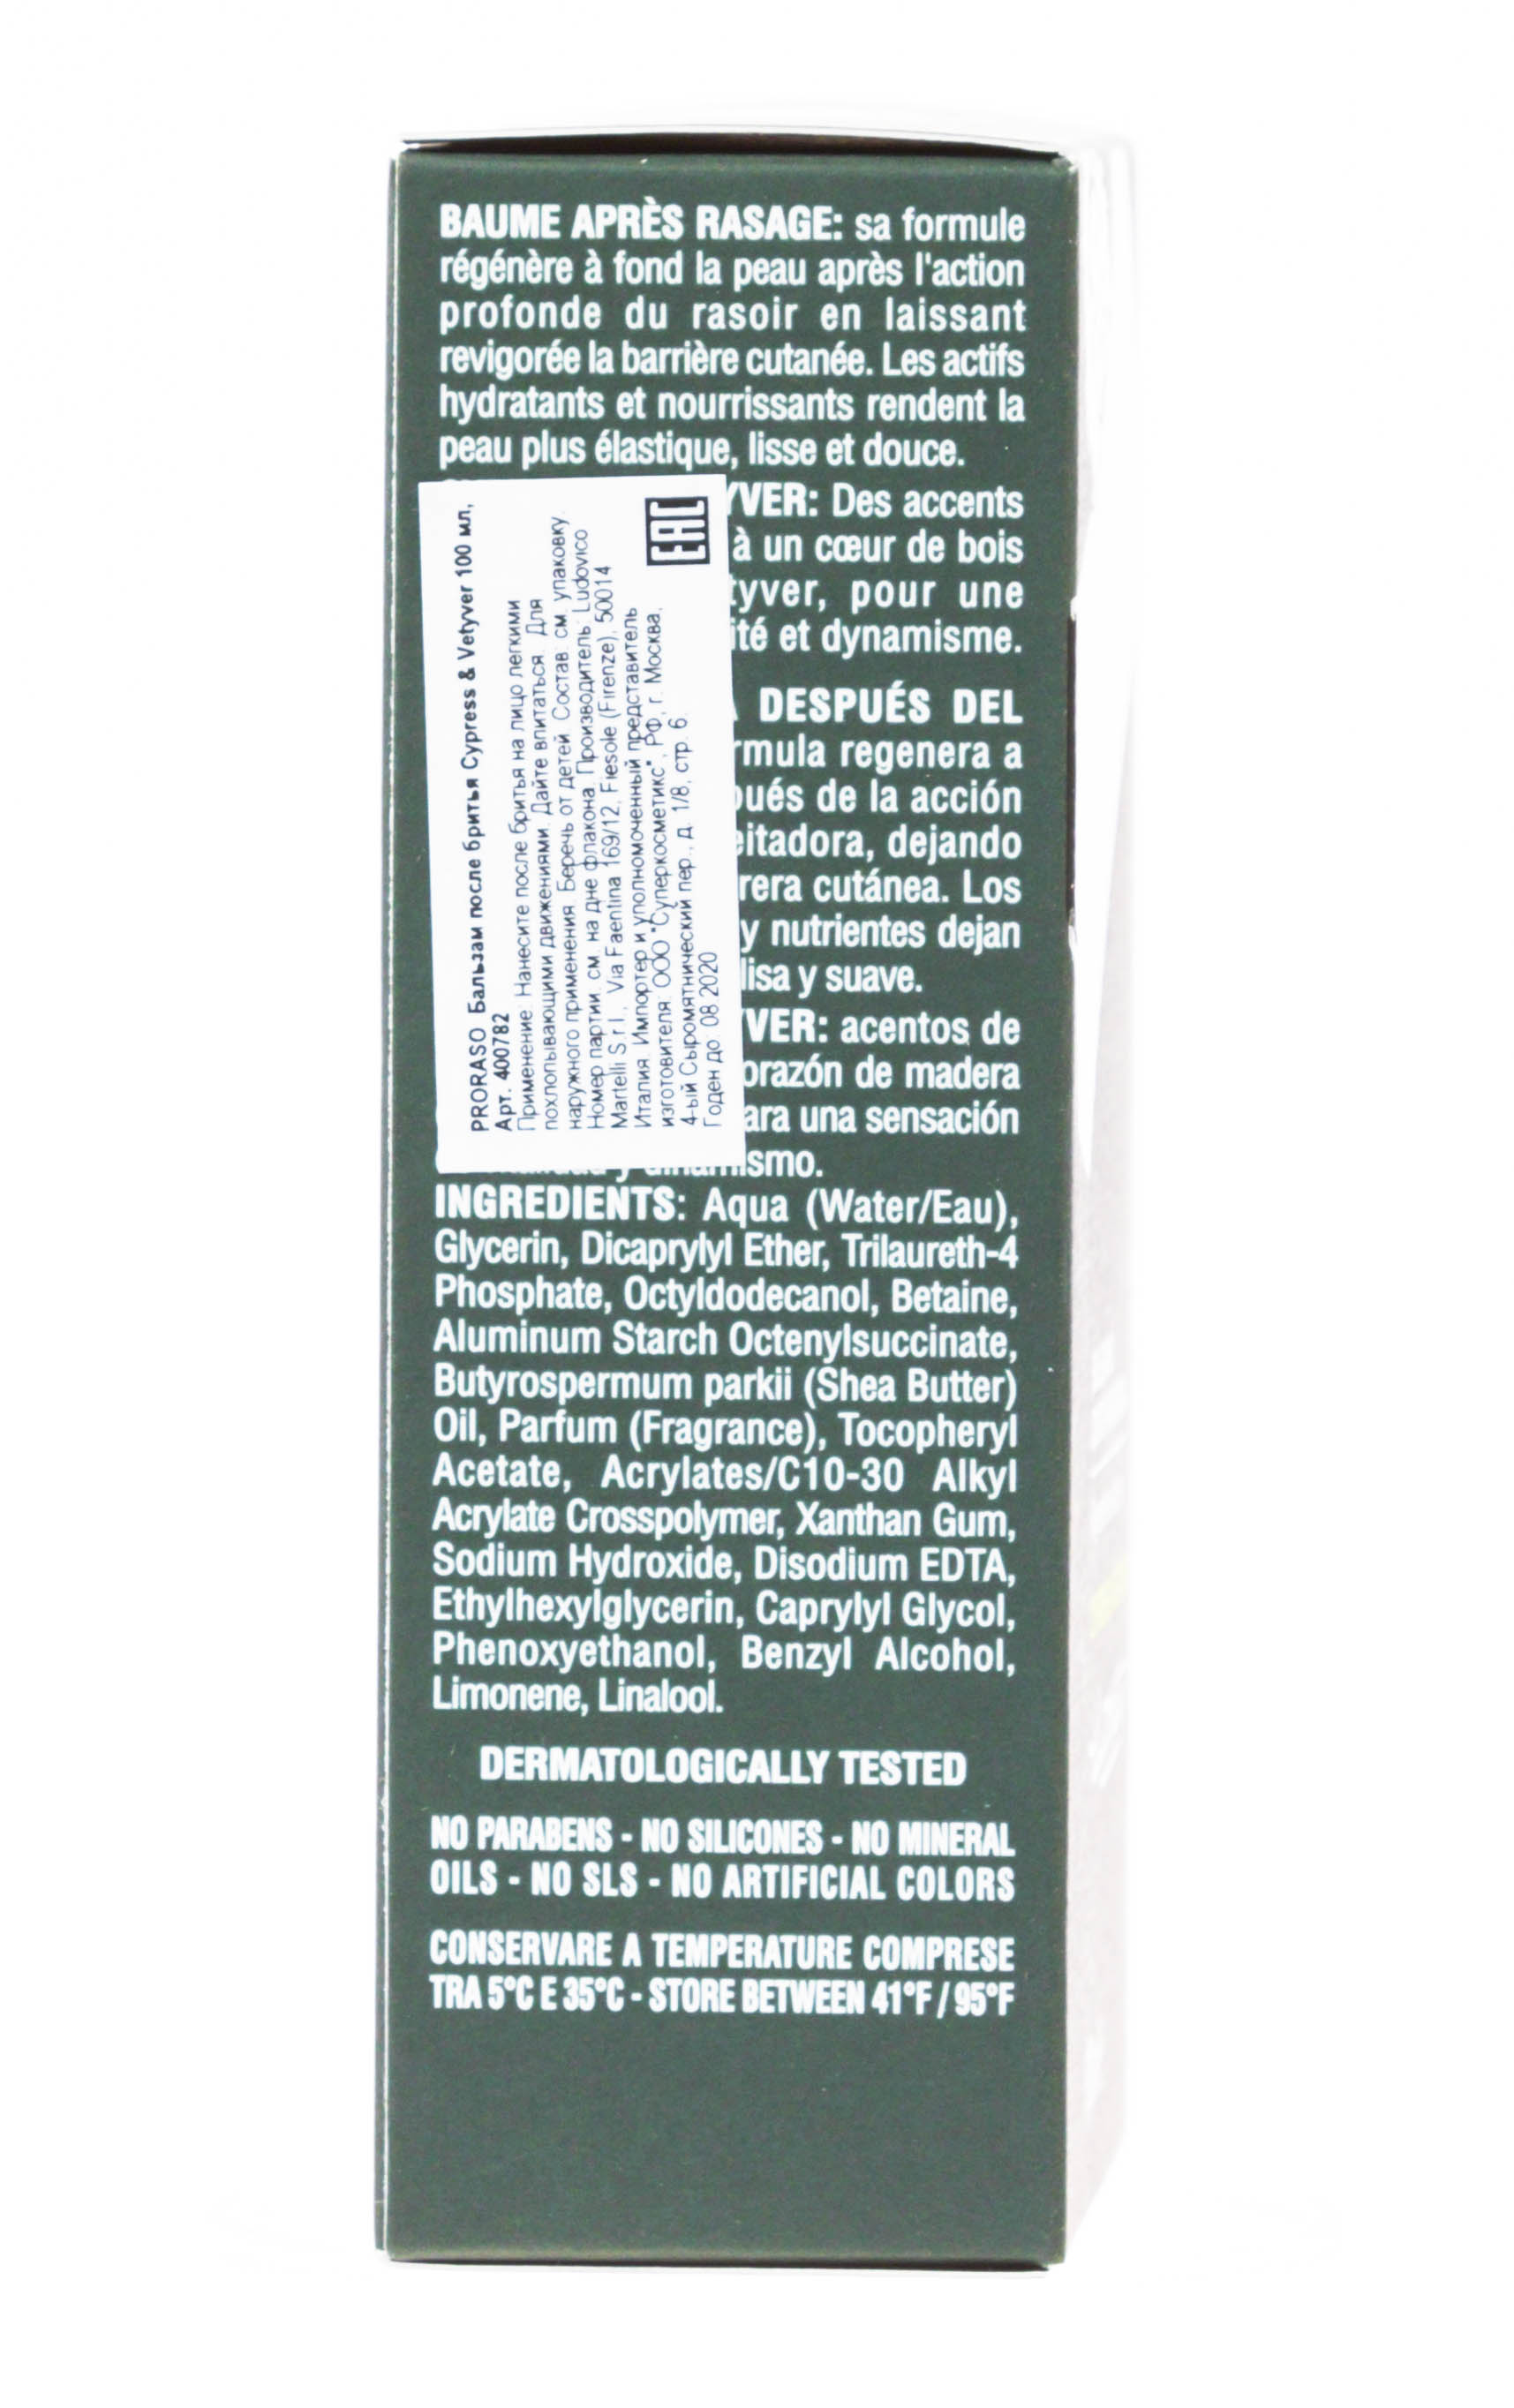 BAUME APRÈS RASAGE: sa formule
régénère à fond la peau après l'action
profonde du rasoir en laissant
revigorée la barrière cutanée. Les actifs
hydratants et nourrissants rendent la
peau plus élastique, lisse et douce.
YVER: Des accents
à un cœur de bois
tyver, pour une
ité et dynamisme.
DESPUÉS DEL
rmula regenera a
ués de la acción
eitadora, dejando
rera cutánea. Los
y nutrientes dejan
lisa y suave.
YVER: acentos de
orazón de madera
ara una sensación
y dinamismo.
PRORASO Бальзам после бритья Cypress & Vetyver 100 мл,
Арт. 400782
Применение: Нанесите после бритья на лицо легкими
похлопывающими движениями. Дайте впитаться. Для
наружного применения. Беречь от детей. Состав: см. упаковку.
Номер партии см. на дне флакона. Производитель: Ludovico
Martelli S.r.l., Via Faentina 169/12, Fiesole (Firenze), 50014
Италия. Импортер и уполномоченный представитель
изготовителя: ООО "Суперкосметикс", РФ, г. Москва,
4-ый Сыромятнический пер., д. 1/8, стр. 6.
Годен до: 08.2020
EAC
INGREDIENTS: Aqua (Water/Eau),
Glycerin, Dicaprylyl Ether, Trilaureth-4
Phosphate, Octyldodecanol, Betaine,
Aluminum Starch Octenylsuccinate,
Butyrospermum parkii (Shea Butter)
Oil, Parfum (Fragrance), Tocopheryl
Acetate, Acrylates/C10-30 Alkyl
Acrylate Crosspolymer, Xanthan Gum,
Sodium Hydroxide, Disodium EDTA,
Ethylhexylglycerin, Caprylyl Glycol,
Phenoxyethanol, Benzyl Alcohol,
Limonene, Linalool.
DERMATOLOGICALLY TESTED
NO PARABENS - NO SILICONES - NO MINERAL
OILS - NO SLS - NO ARTIFICIAL COLORS
CONSERVARE A TEMPERATURE COMPRESE
TRA 5°C E 35°C - STORE BETWEEN 41°F / 95°F